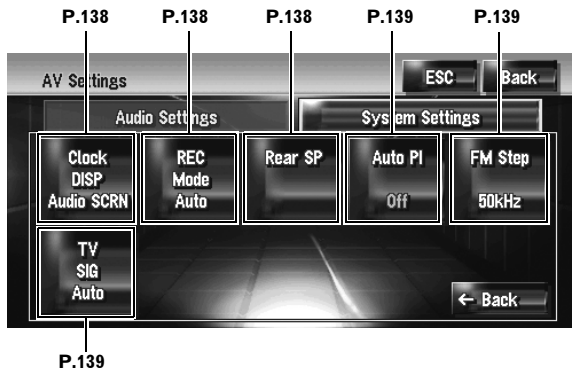 P.138 P.138 P.138 P.139 P.139
AV Settings ESC Back
Audio Settings System Settings
Clock
DISP
Audio SCRN
REC
Mode
Auto
Rear SP
Auto PI
Off
FM Step
50kHz
TV
SIG
Auto
← Back
P.139